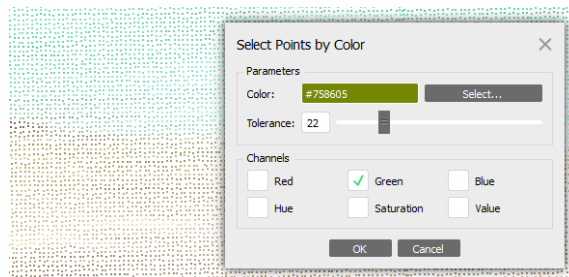 Select Points by Color
Parameters
Color: #758605 Select...
Tolerance: 22
Channels
Red Green Blue
Hue Saturation Value
OK Cancel